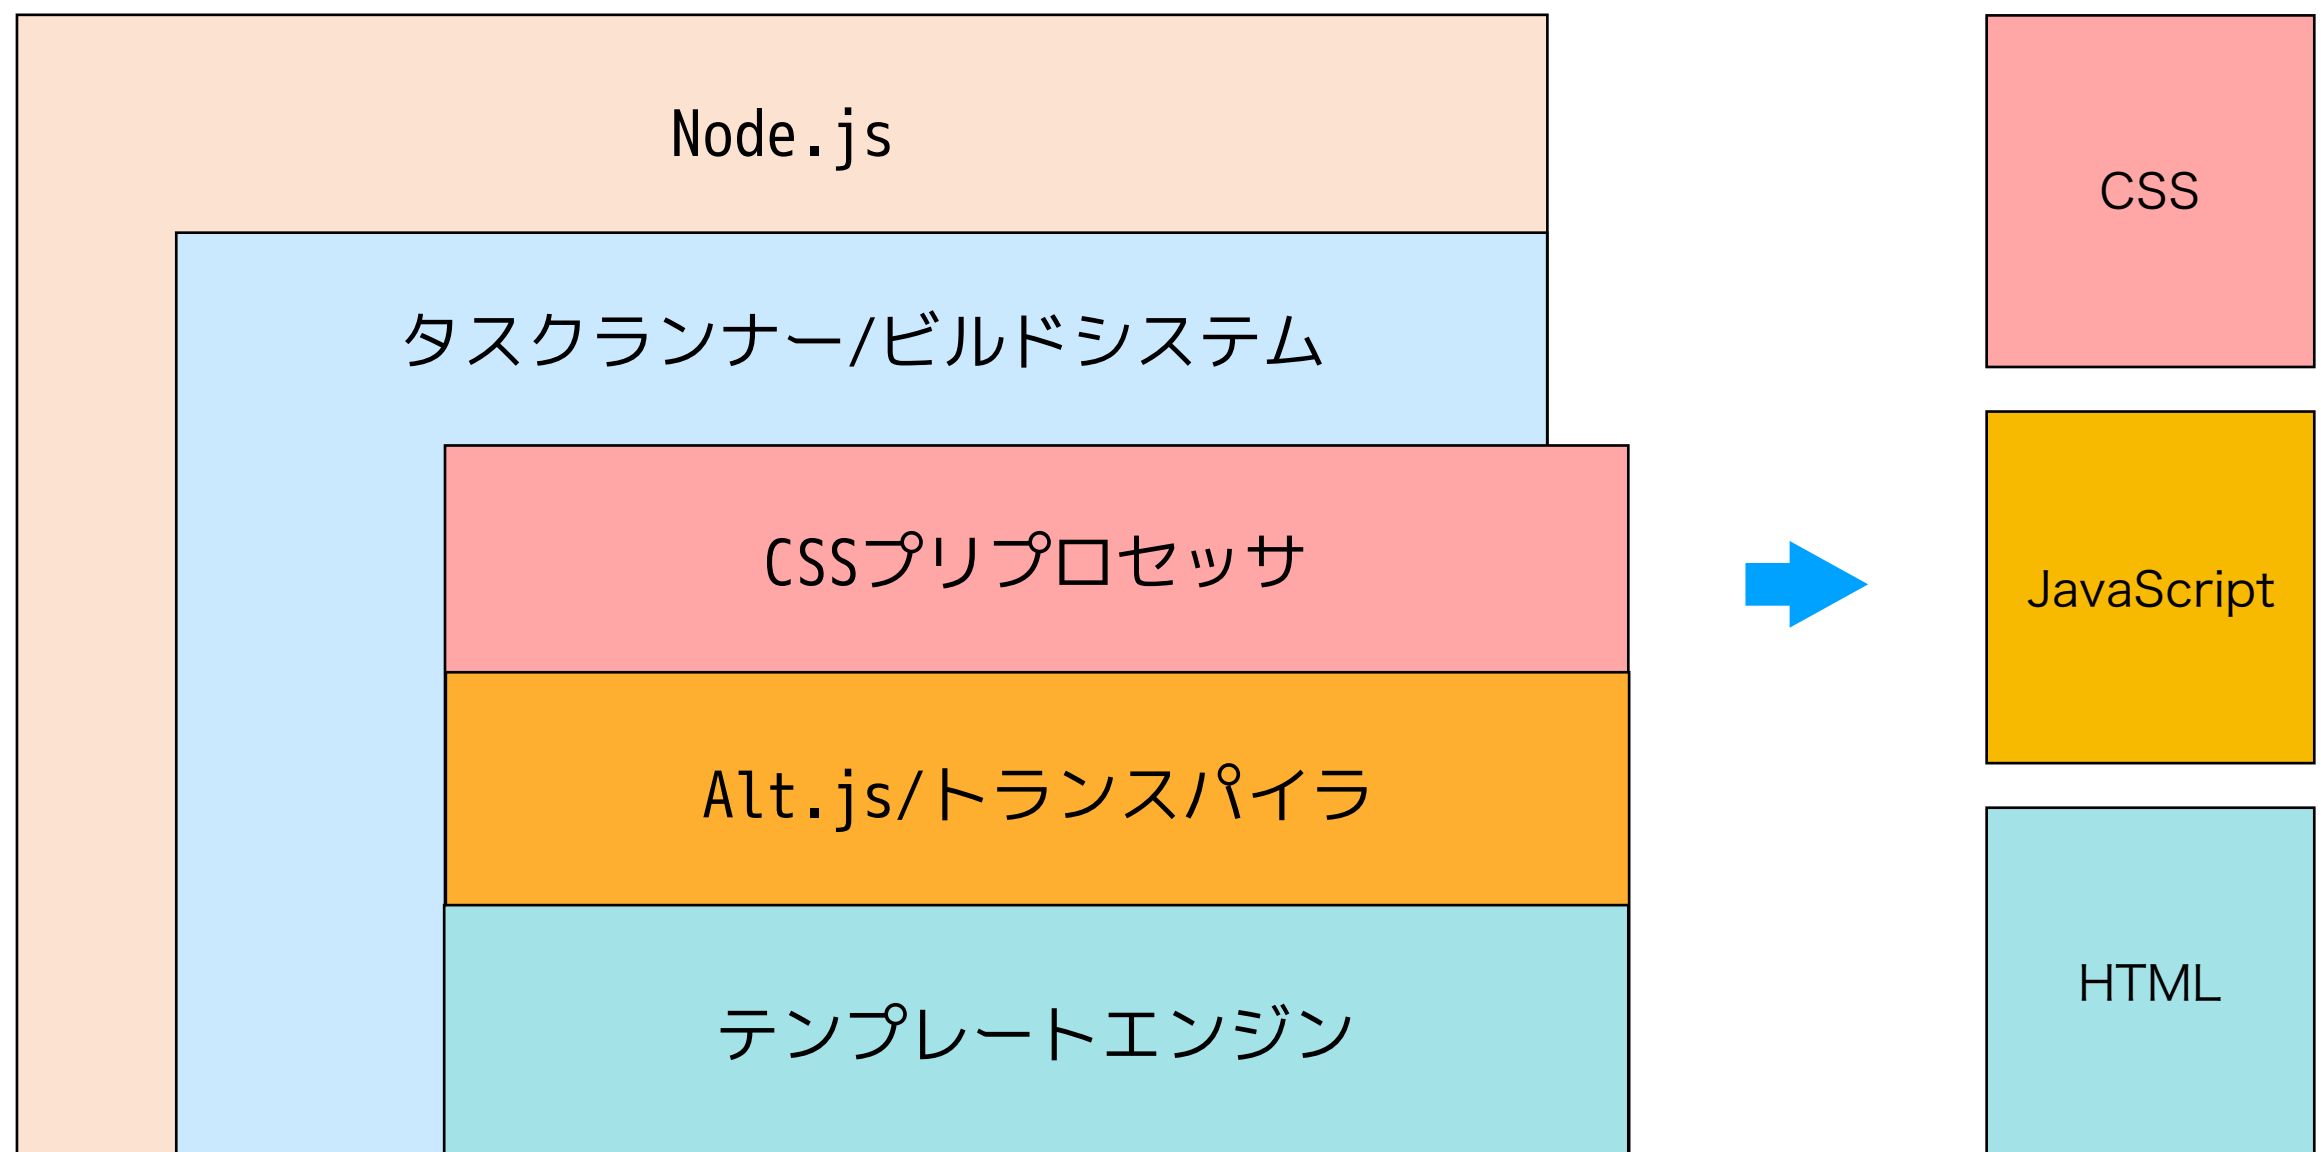 Node.js
タスクランナー/ビルドシステム
CSSプリプロセッサ
Alt.js/トランスパイラ
テンプレートエンジン
CSS
JavaScript
HTML